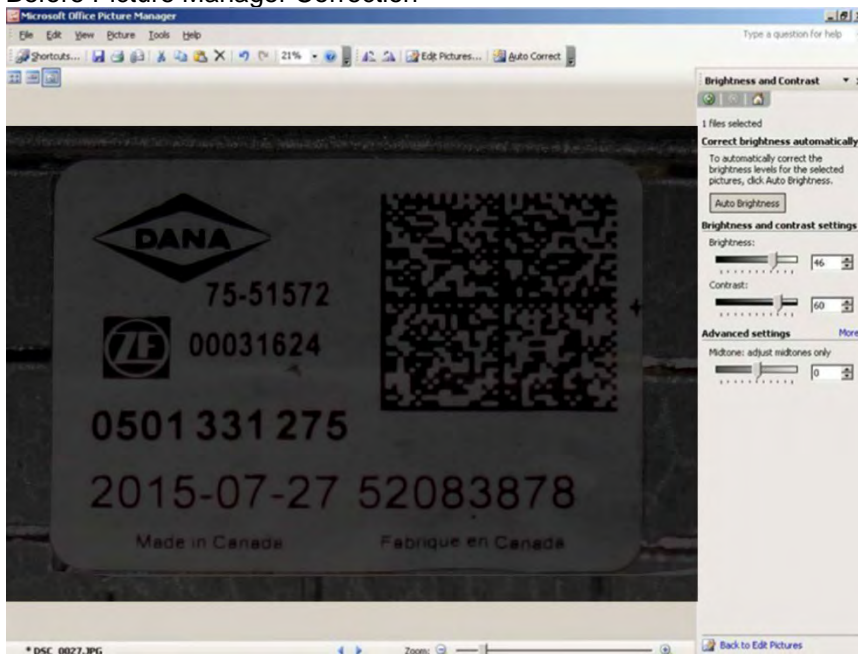 Before Picture Manager Correction
Microsoft Office Picture Manager
File Edit View Picture Tools Help
Type a question for help
Shortcuts... 21% Edit Pictures... Auto Correct
Brightness and Contrast
1 files selected
Correct brightness automatically
To automatically correct the
brightness levels for the selected
pictures, click Auto Brightness.
Auto Brightness
Brightness and contrast settings
Brightness:
46
Contrast:
60
Advanced settings More
Midtone: adjust midtones only
0
DANA
75-51572
ZF 00031624
0501 331 275
2015-07-27 52083878
Made in Canada Fabrique en Canada
* DSC_0027.JPG Zoom: Back to Edit Pictures